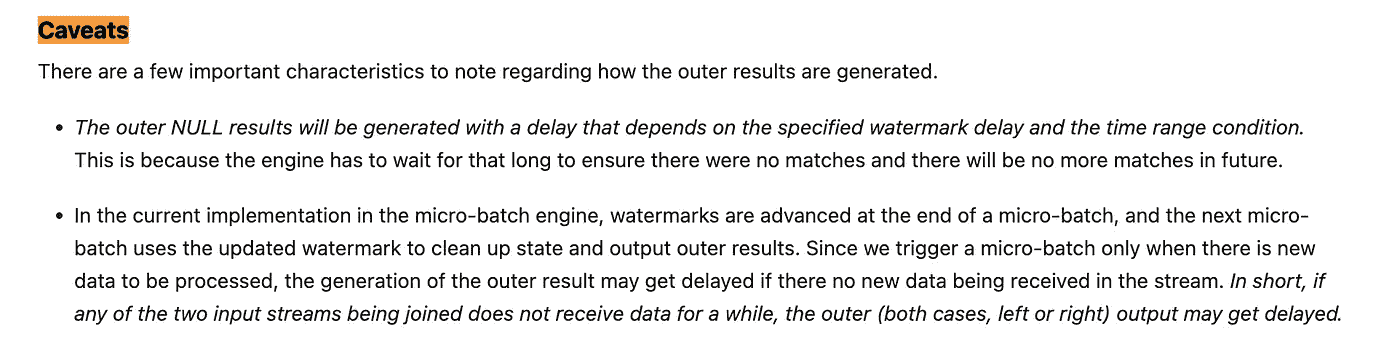 Caveats
There are a few important characteristics to note regarding how the outer results are generated.
• The outer NULL results will be generated with a delay that depends on the specified watermark delay and the time range condition.
This is because the engine has to wait for that long to ensure there were no matches and there will be no more matches in future.
• In the current implementation in the micro-batch engine, watermarks are advanced at the end of a micro-batch, and the next micro-
batch uses the updated watermark to clean up state and output outer results. Since we trigger a micro-batch only when there is new
data to be processed, the generation of the outer result may get delayed if there no new data being received in the stream. In short, if
any of the two input streams being joined does not receive data for a while, the outer (both cases, left or right) output may get delayed.